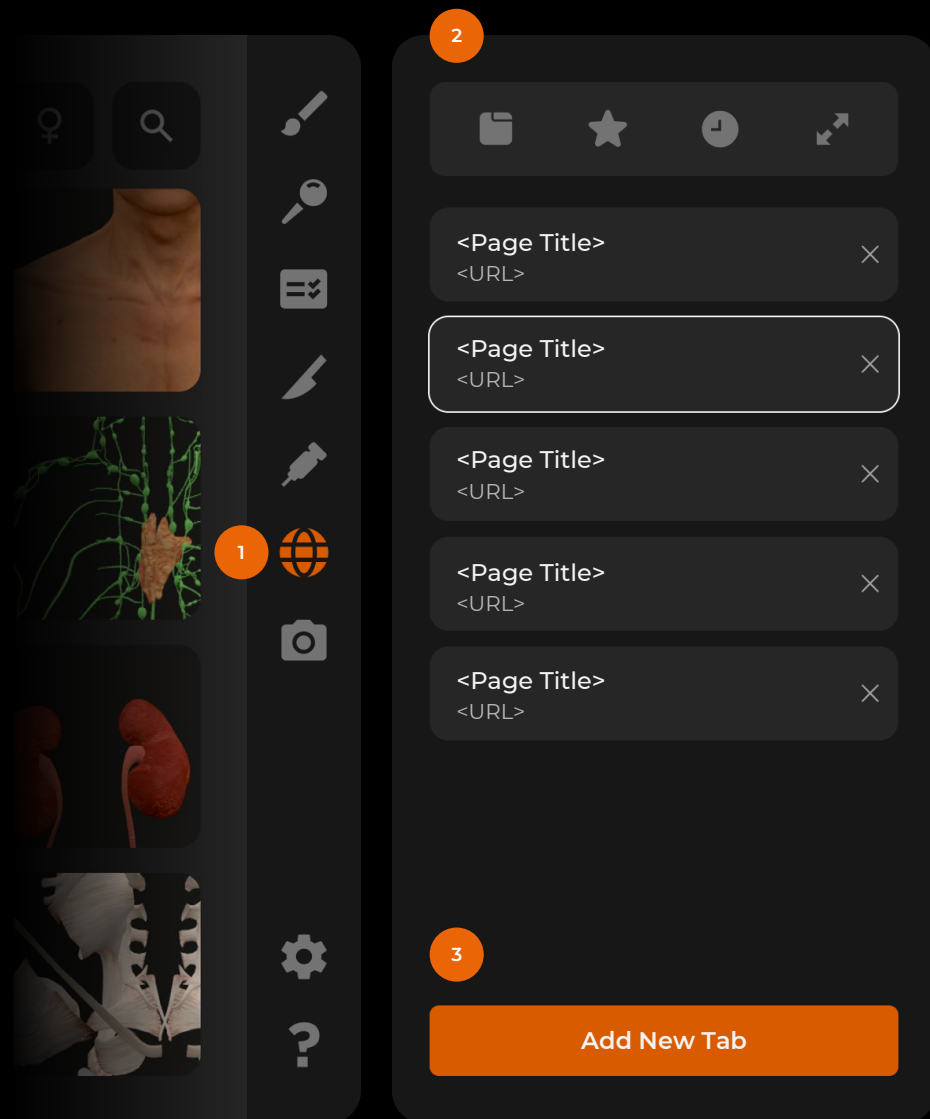 2
<Page Title>
<URL>
<Page Title>
<URL>
<Page Title>
<URL>
1
<Page Title>
<URL>
<Page Title>
<URL>
3
Add New Tab
?